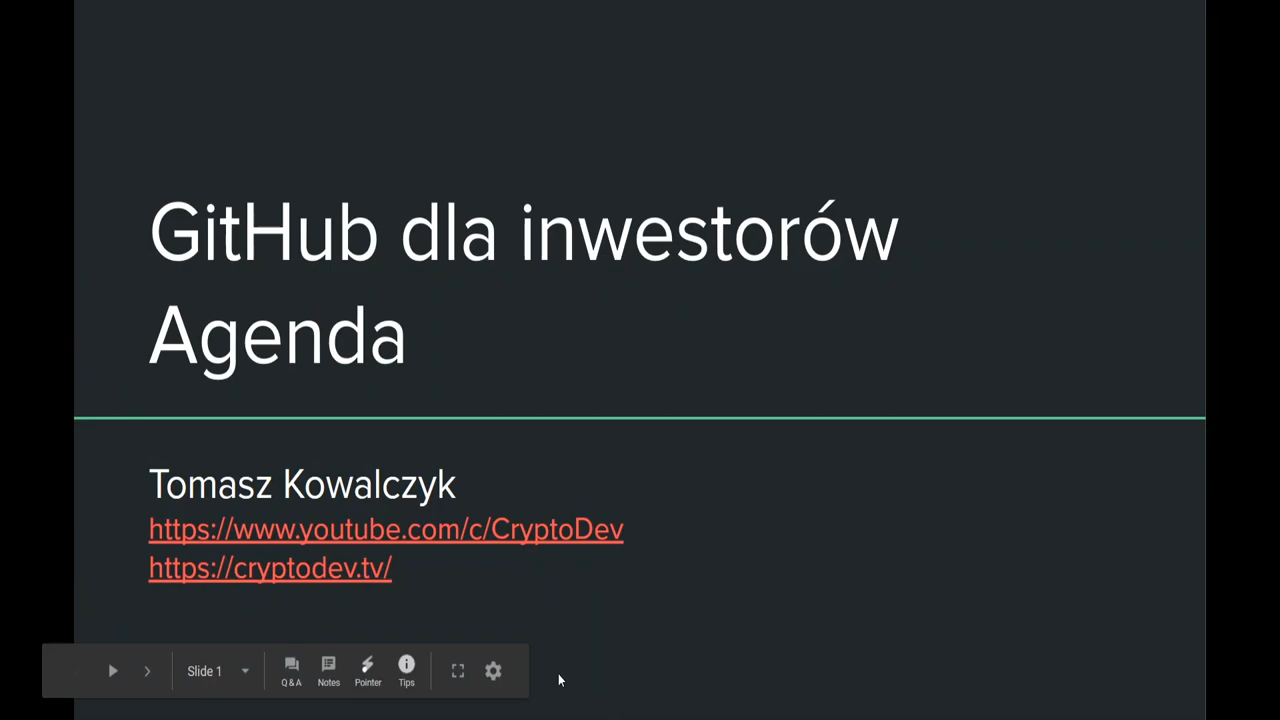 GitHub dla inwestorów
Agenda
Tomasz Kowalczyk
https://www.youtube.com/c/CryptoDev
https://cryptodev.tv/
Slide 1
Q & A
Notes
Pointer
Tips